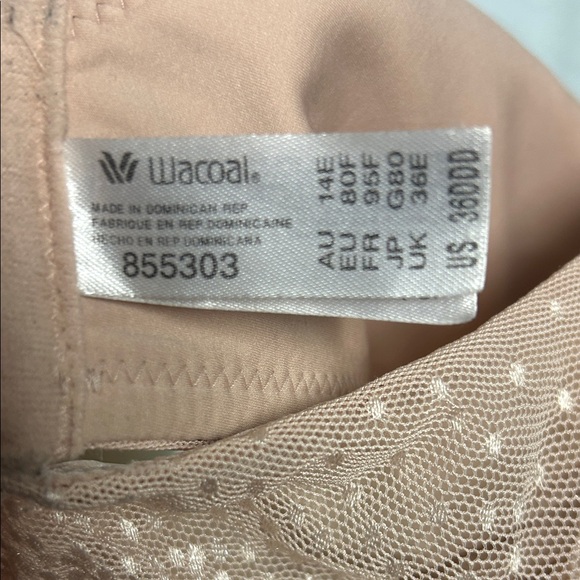 Wacoal®
MADE IN DOMINICAN REP
FABRIQUE EN REP DOMINICAINE
HECHO EN REP DOMINICANA
855303
AU 14E
EU 80F
FR 95F
JP G80
UK 36E
US 36DDD